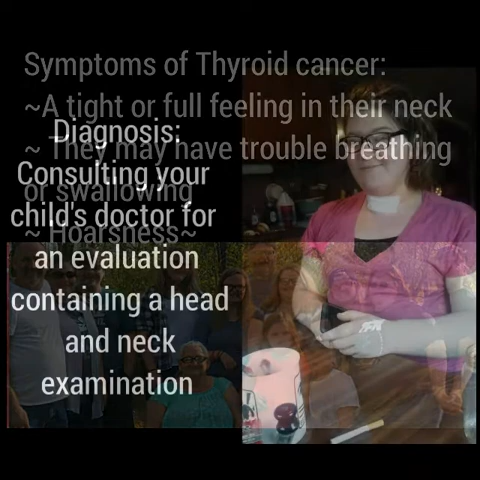 Symptoms of Thyroid cancer:
~A tight or full feeling in their neck
~ They may have trouble breathing
or swallowing
~ Hoarsness~
Diagnosis:
Consulting your
child's doctor for
an evaluation
containing a head
and neck
examination